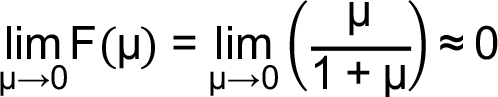 lim F(μ) = lim (μ / (1 + μ)) ≈ 0
μ→0 μ→0